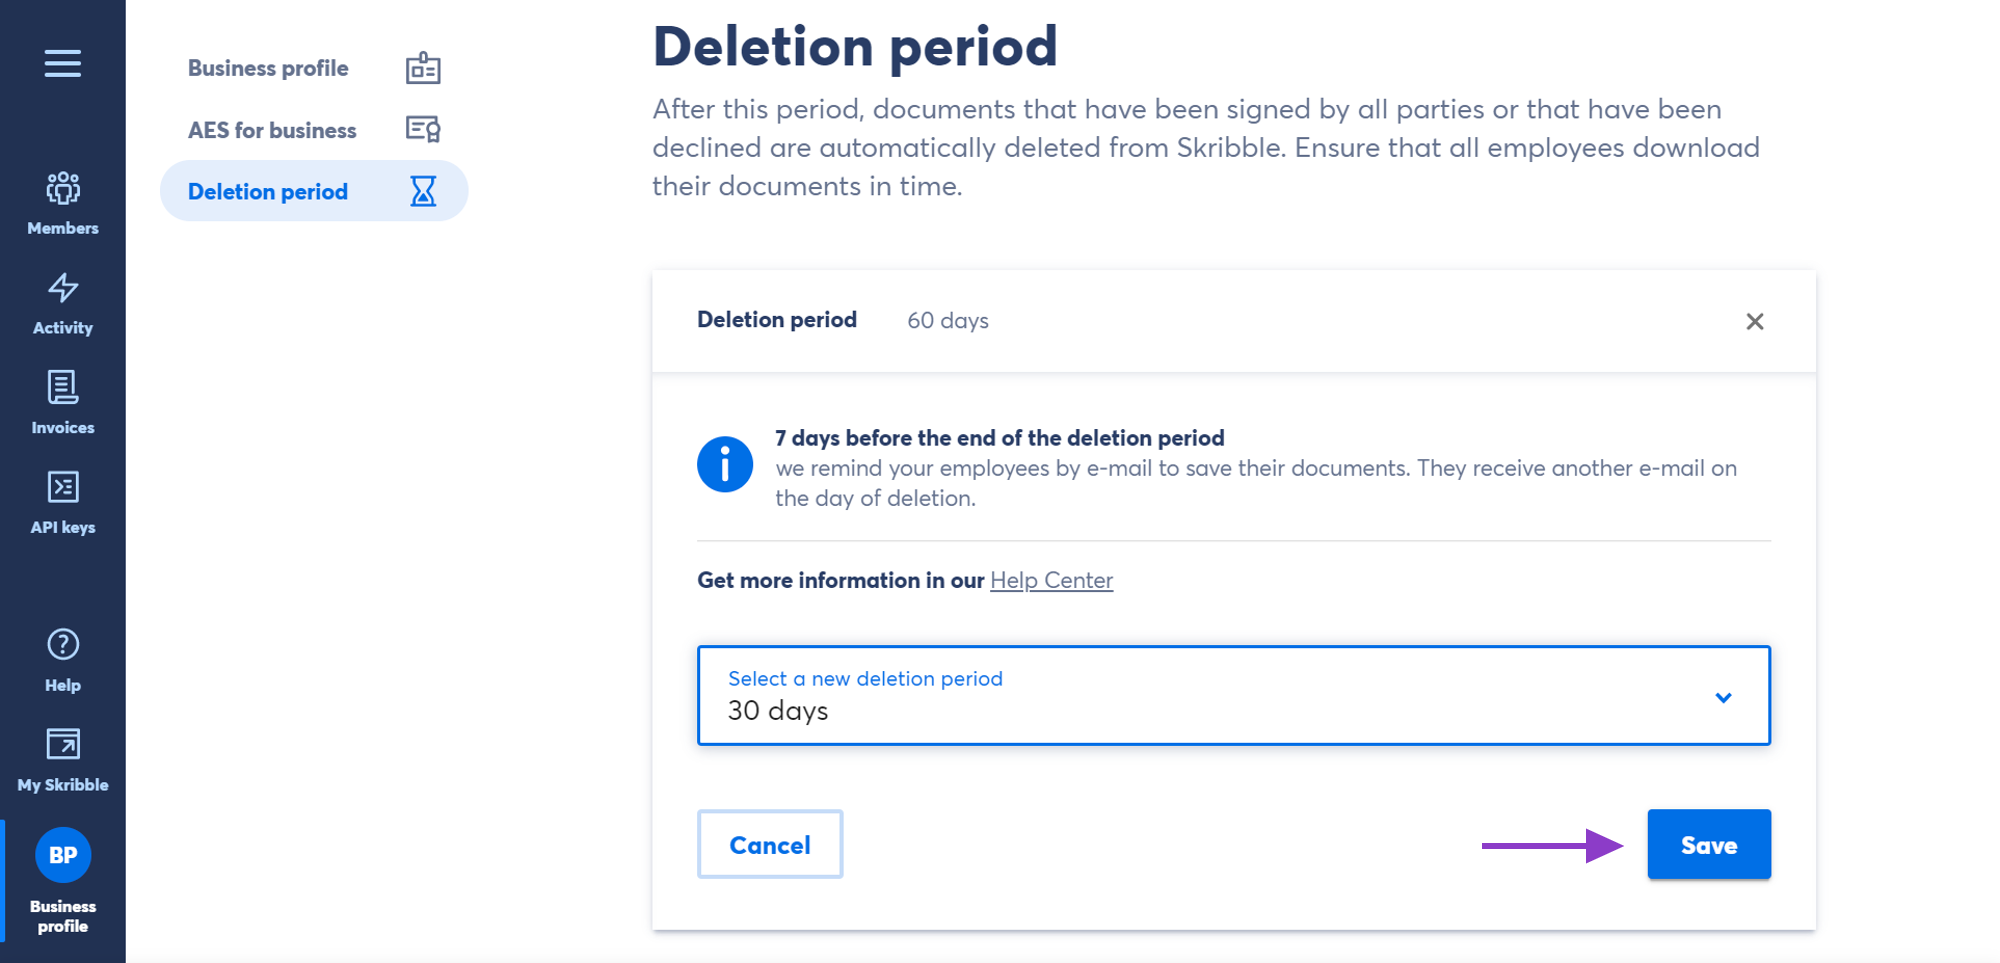 Members
Activity
Invoices
API keys
Help
My Skribble
BP
Business
profile
Business profile
AES for business
Deletion period
Deletion period
After this period, documents that have been signed by all parties or that have been
declined are automatically deleted from Skribble. Ensure that all employees download
their documents in time.
Deletion period 60 days
7 days before the end of the deletion period
we remind your employees by e-mail to save their documents. They receive another e-mail on
the day of deletion.
Get more information in our Help Center
Select a new deletion period
30 days
Cancel
Save